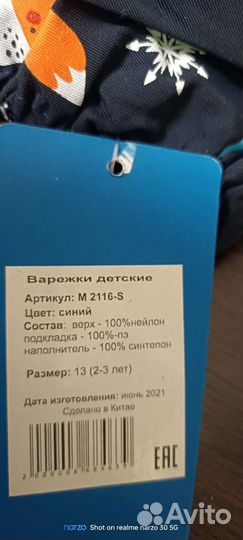 Варежки детские
Артикул: М 2116-S
Цвет: синий
Состав: верх - 100%нейлон
подкладка - 100%-пэ
наполнитель - 100% синтепон
Размер: 13 (2-3 лет)
Дата изготовления: июнь 2021
Сделано в Китае
EAC
narzo Shot on realme narzo 50 5G
Avito